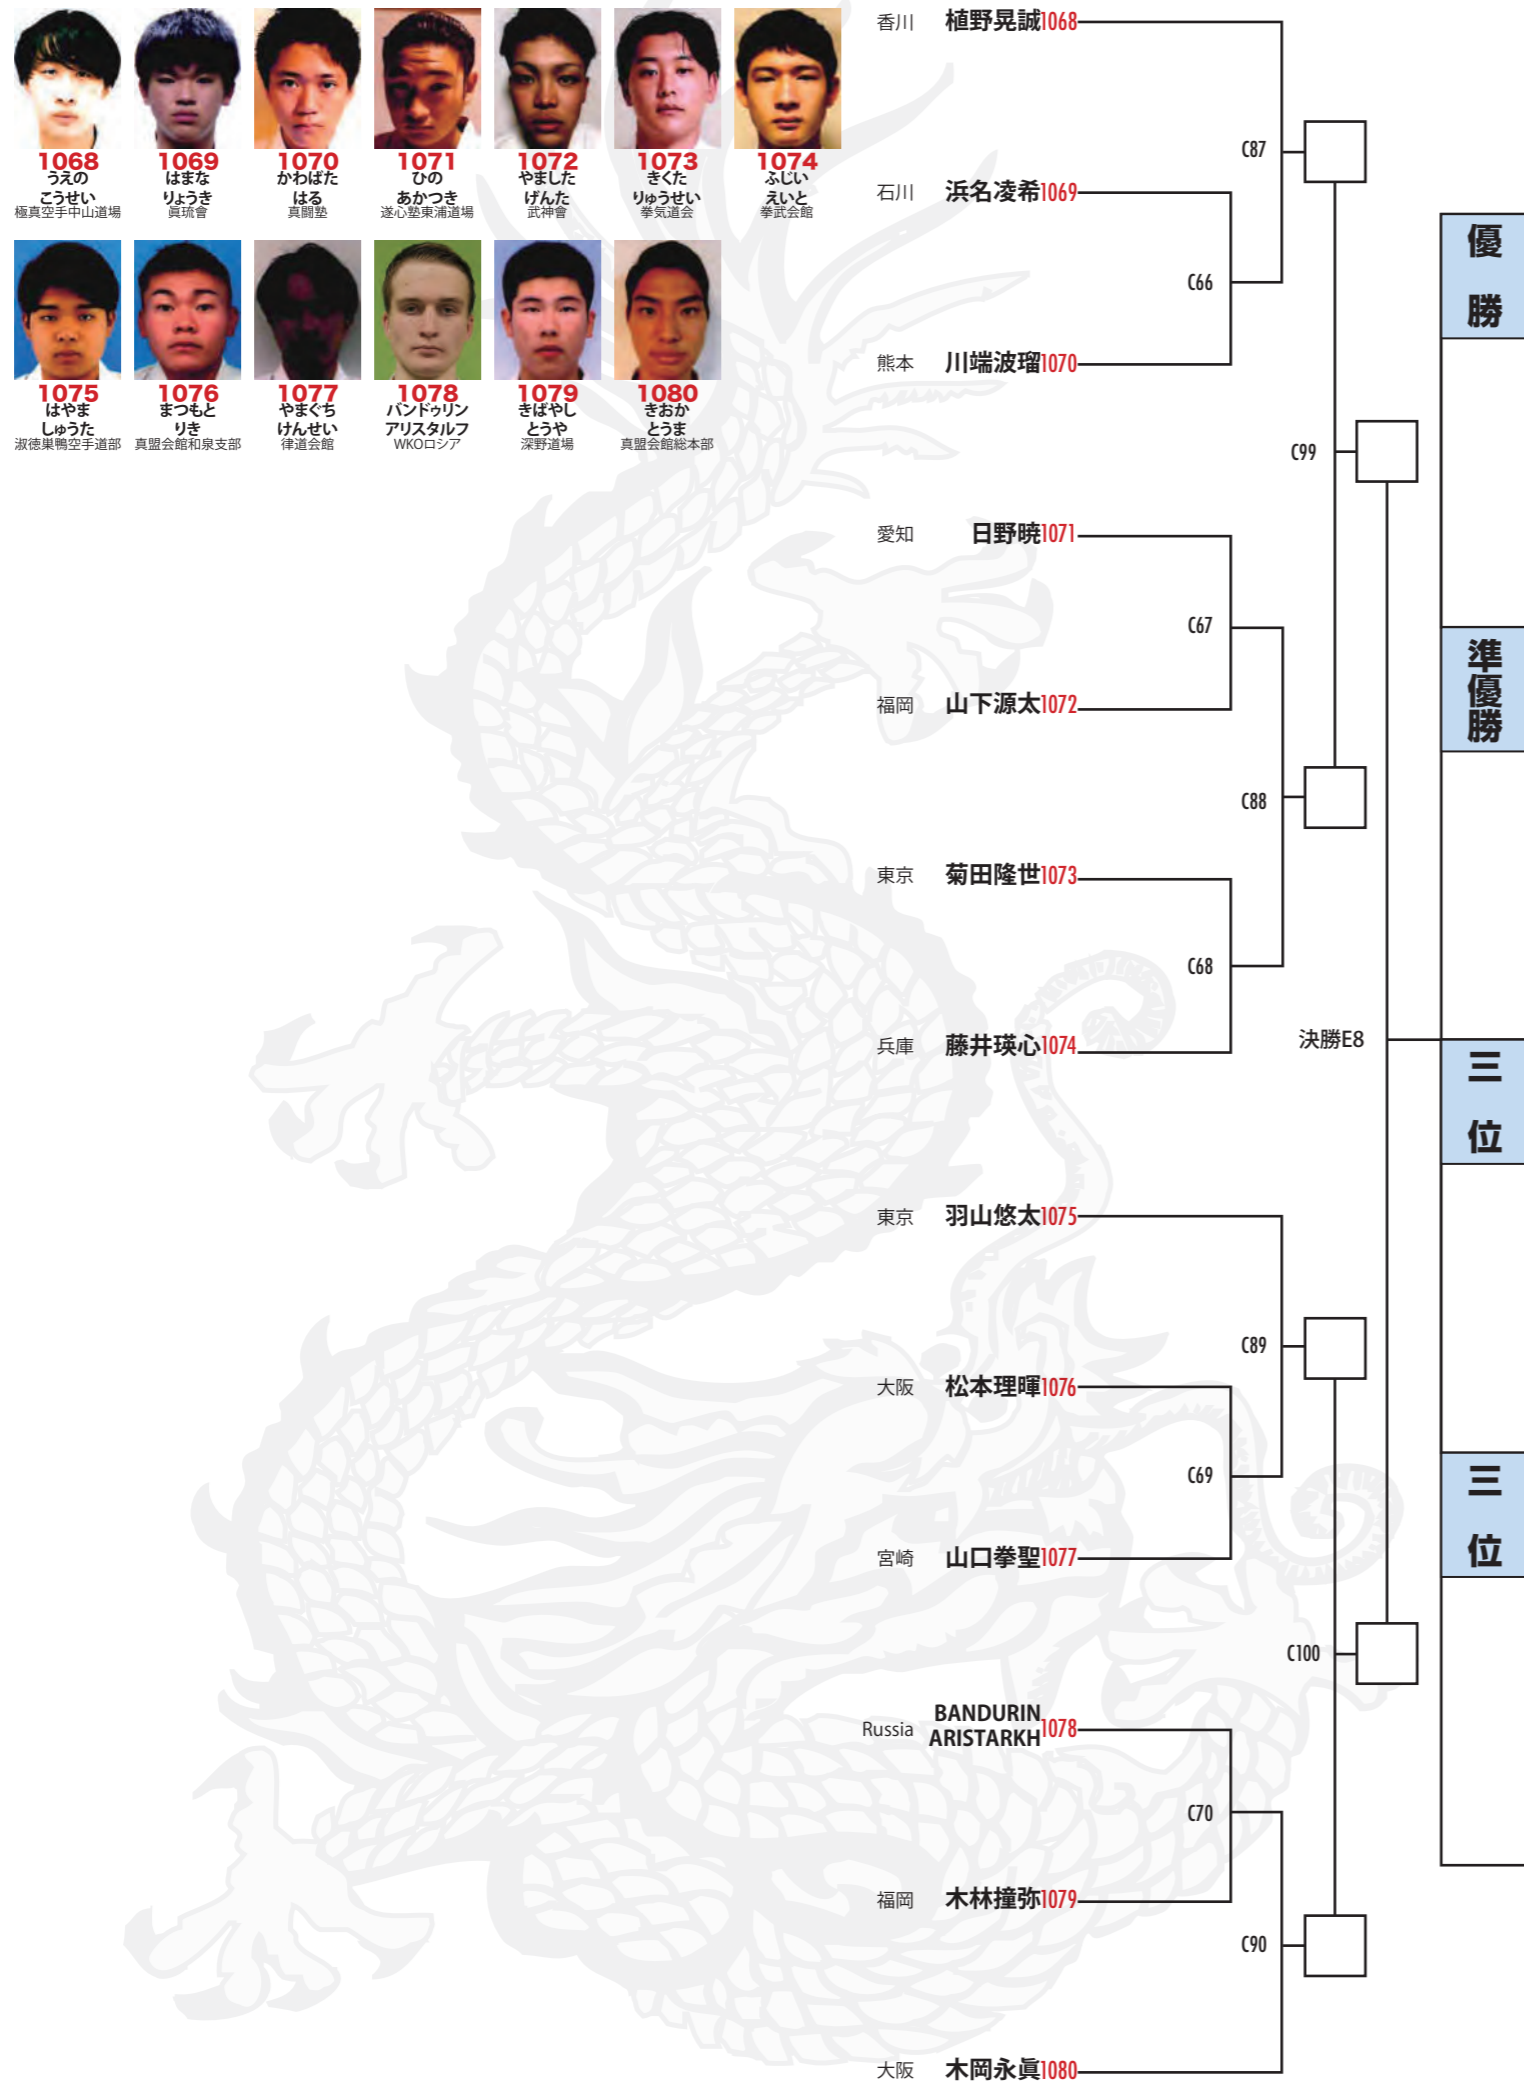 1068
うえの
こうせい
極真空手中山道場
1069
はまな
りょうき
眞琉會
1070
かわばた
はる
真闘塾
1071
ひの
あかつき
遂心塾東浦道場
1072
やました
げんた
武神會
1073
きくた
りゅうせい
拳気道会
1074
ふじい
えいと
拳武会館
1075
はやま
しゅうた
淑徳巣鴨空手道部
1076
まつもと
りき
真盟会館和泉支部
1077
やまぐち
けんせい
律道会館
1078
バンドゥリン
アリスタルフ
WKOロシア
1079
きばやし
とうや
深野道場
1080
きおか
とうま
真盟会館総本部
香川 植野晃誠1068
C87
石川 浜名凌希1069
C66
熊本 川端波瑠1070
C99
愛知 日野暁1071
C67
福岡 山下源太1072
C88
東京 菊田隆世1073
C68
兵庫 藤井瑛心1074
決勝E8
東京 羽山悠太1075
C89
大阪 松本理暉1076
C69
宮崎 山口拳聖1077
C100
Russia BANDURIN
ARISTARKH1078
C70
福岡 木林撞弥1079
C90
大阪 木岡永眞1080
優勝
準優勝
三位
三位